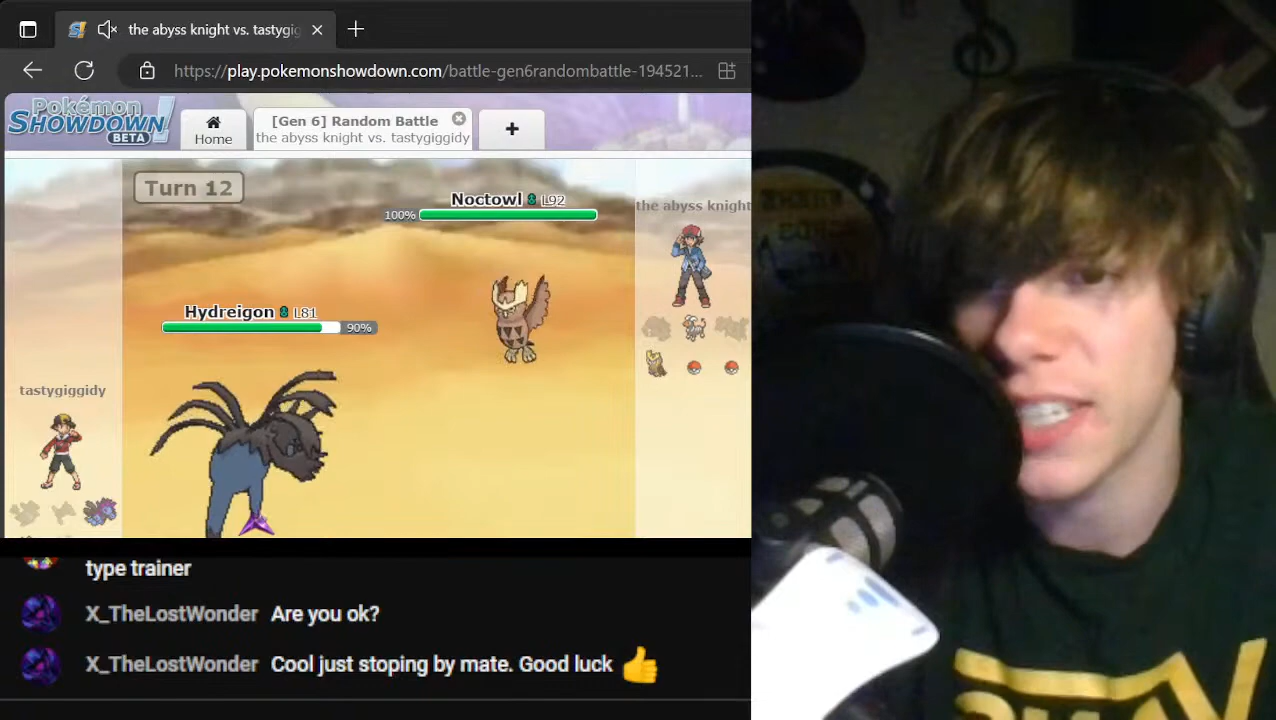 the abyss knight vs. tastygig
https://play.pokemonshowdown.com/battle-gen6randombattle-194521...
Pokémon
SHOWDOWN!
BETA
Home
[Gen 6] Random Battle
the abyss knight vs. tastygiggidy
Turn 12
Noctowl L92
100%
the abyss knight
Hydreigon L81
90%
tastygiggidy
type trainer
X_TheLostWonder Are you ok?
X_TheLostWonder Cool just stoping by mate. Good luck 👍